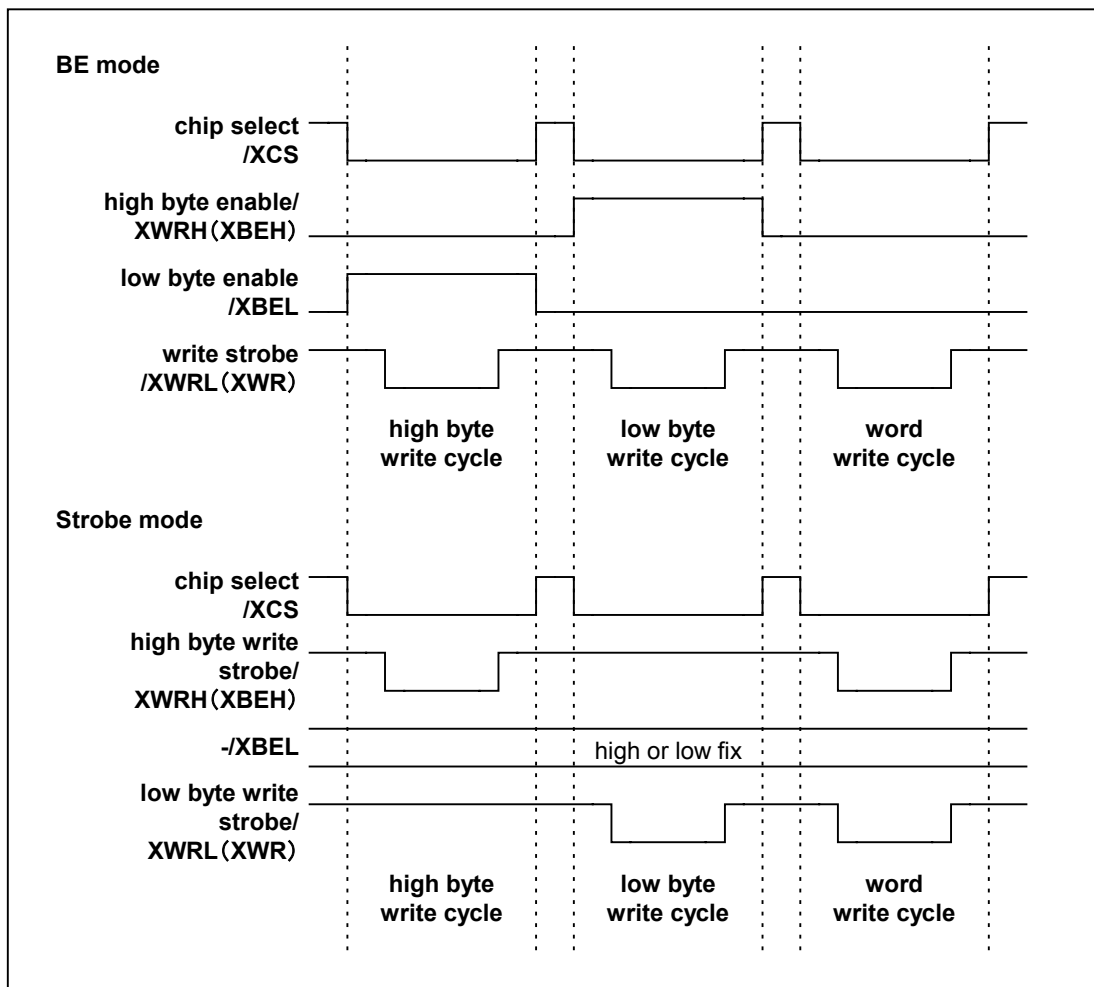 BE mode
chip select
/XCS
high byte enable/
XWRH（XBEH）
low byte enable
/XBEL
write strobe
/XWRL（XWR）
high byte
write cycle
low byte
write cycle
word
write cycle
Strobe mode
chip select
/XCS
high byte write
strobe/
XWRH（XBEH）
-/XBEL
high or low fix
low byte write
strobe/
XWRL（XWR）
high byte
write cycle
low byte
write cycle
word
write cycle